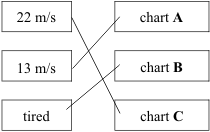 22 m/s
chart A
13 m/s
chart B
tired
chart C